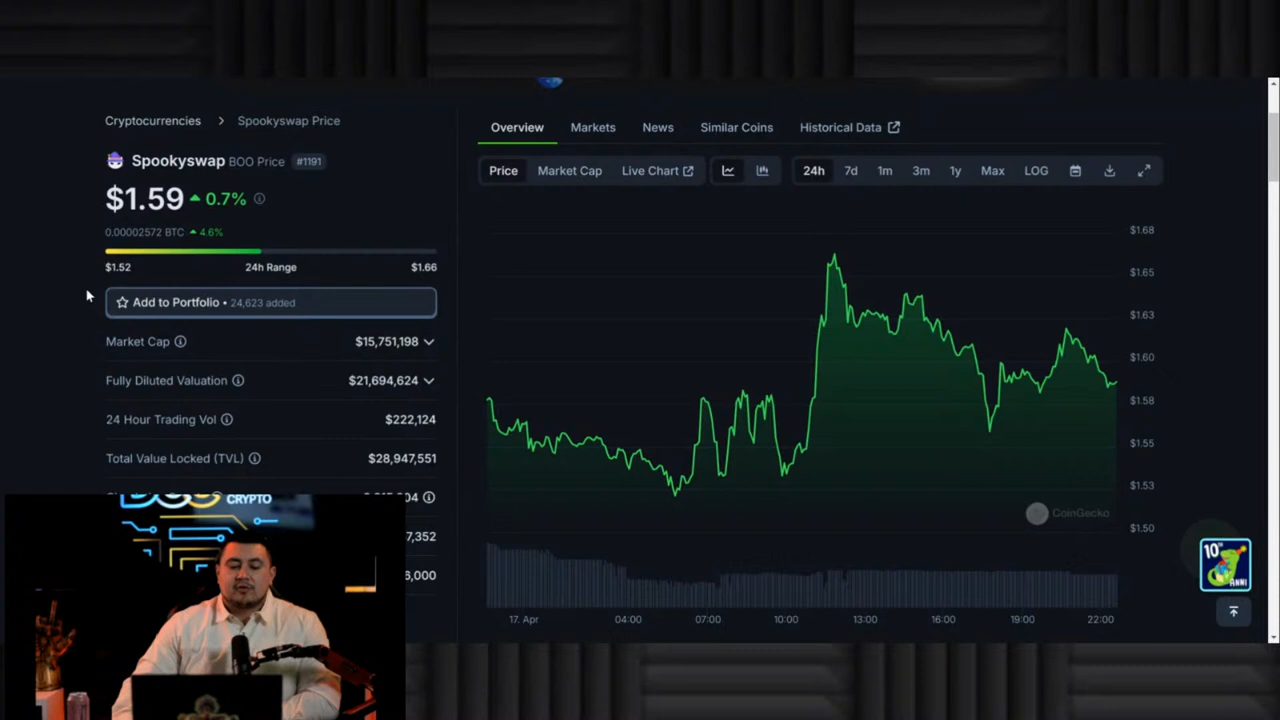 Cryptocurrencies > Spookyswap Price
Spookyswap BOO Price #1191
$1.59 0.7%
0.00002572 BTC 4.6%
$1.52 24h Range $1.66
Add to Portfolio • 24,623 added
Market Cap $15,751,198
Fully Diluted Valuation $21,694,624
24 Hour Trading Vol $222,124
Total Value Locked (TVL) $28,947,551
7,352
6,000
CRYPTO
Overview Markets News Similar Coins Historical Data
Price Market Cap Live Chart 24h 7d 1m 3m 1y Max LOG
$1.68
$1.65
$1.63
$1.60
$1.58
$1.55
$1.53
$1.50
CoinGecko
17. Apr 04:00 07:00 10:00 13:00 16:00 19:00 22:00
10TH
ANNI